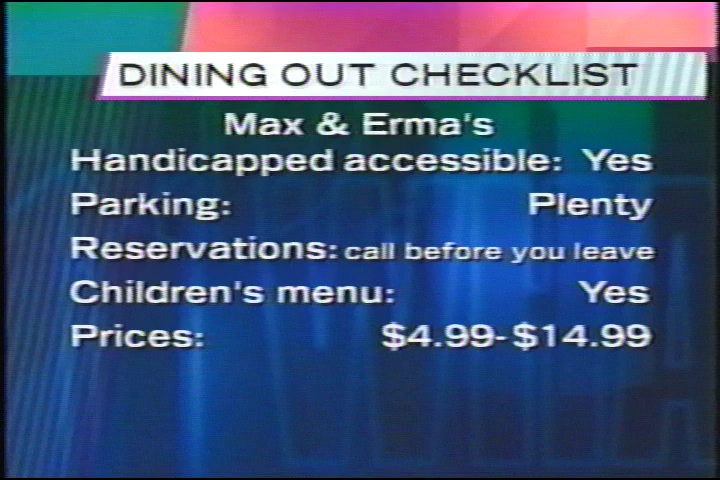 DINING OUT CHECKLIST
Max & Erma's
Handicapped accessible: Yes
Parking: Plenty
Reservations: call before you leave
Children's menu: Yes
Prices: $4.99-$14.99